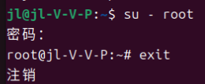 jl@jl-V-V-P:~$ su - root
密码：
root@jl-V-V-P:~# exit
注销